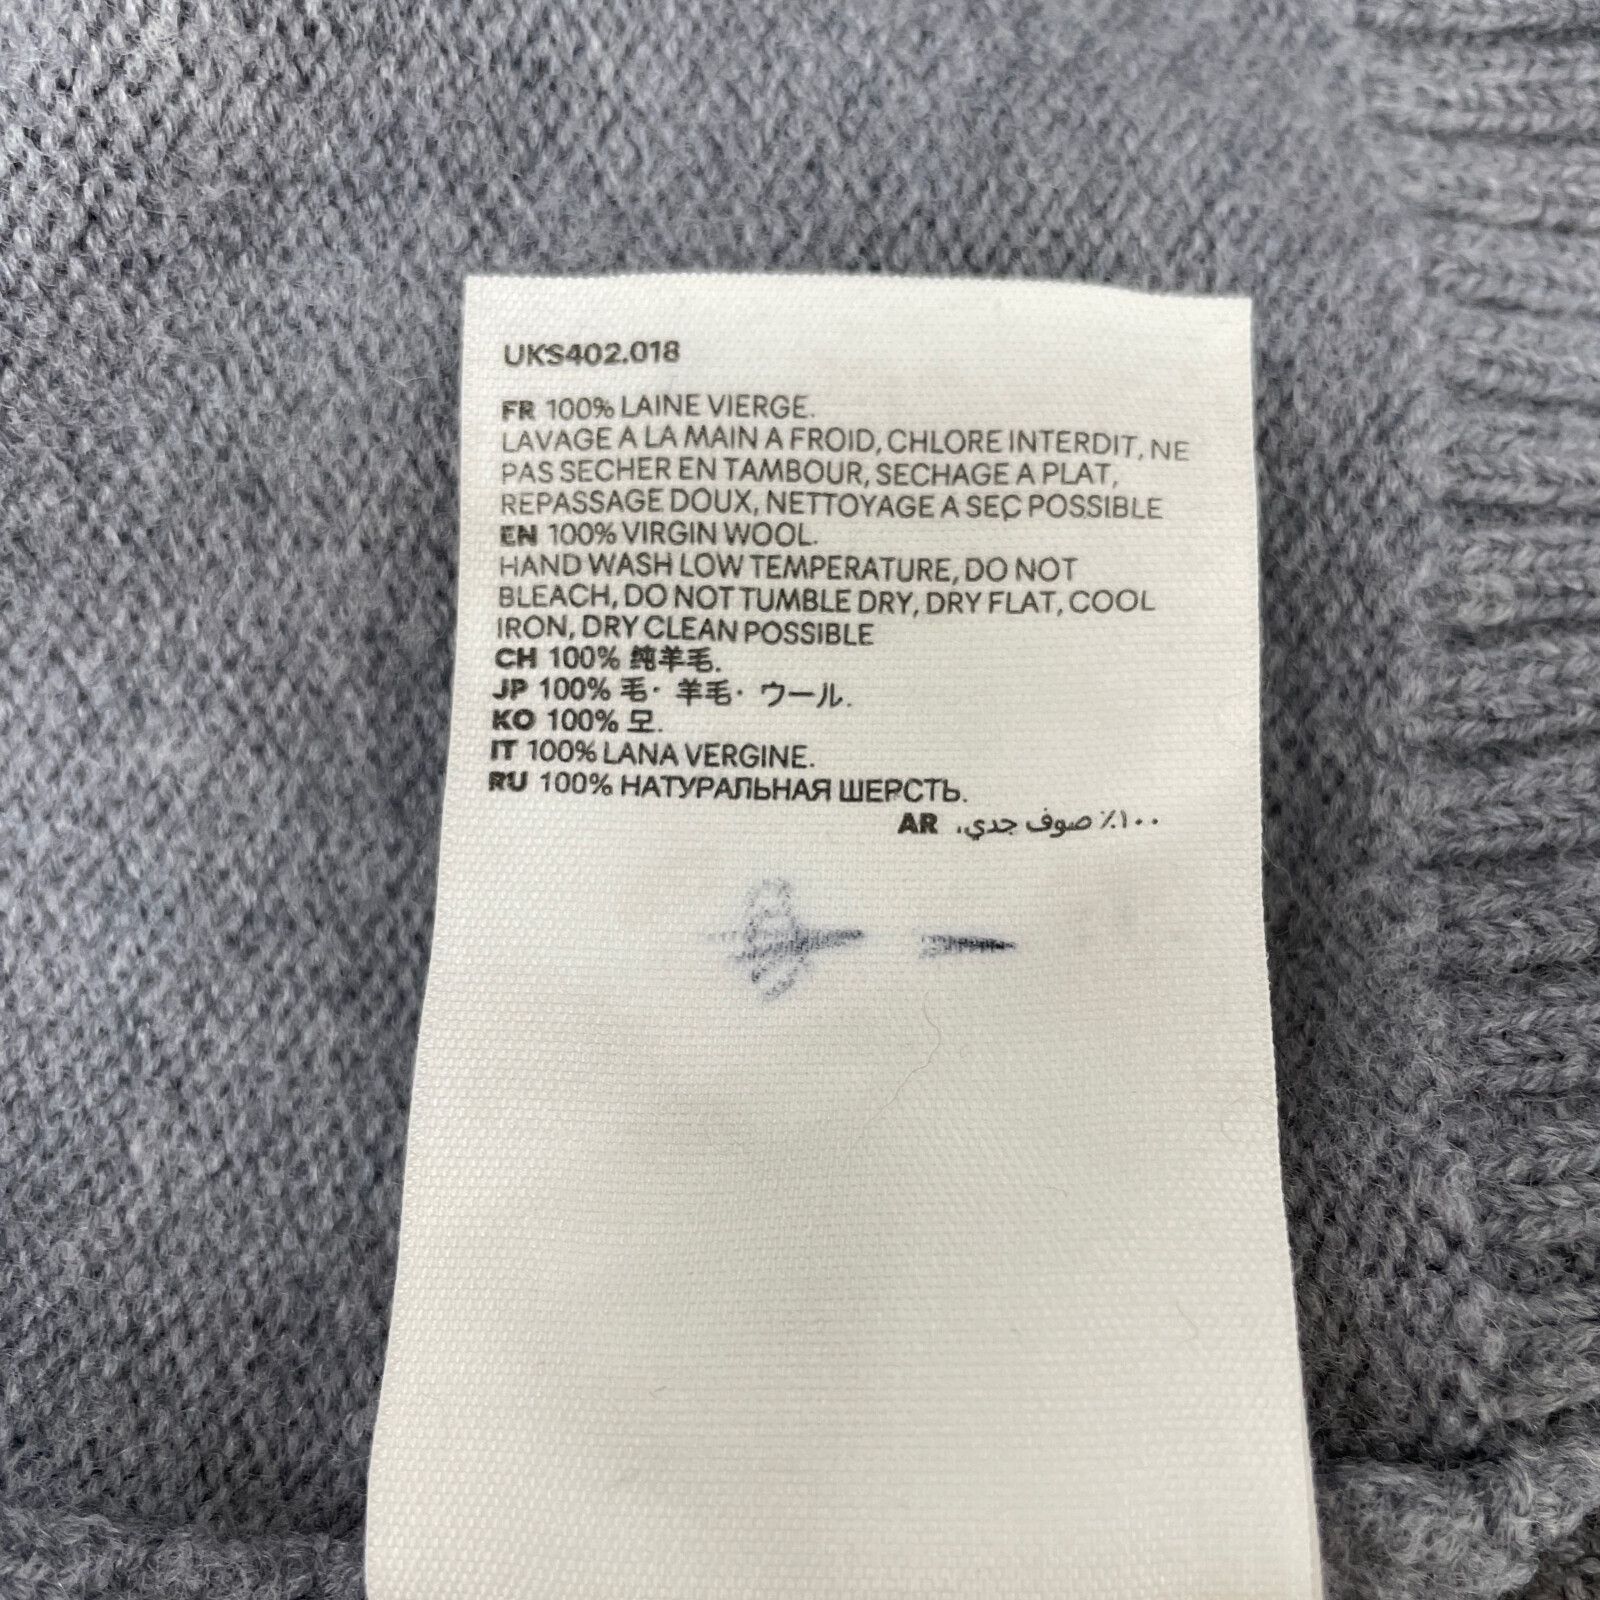 UKS402.018
FR 100% LAINE VIERGE.
LAVAGE A LA MAIN A FROID, CHLORE INTERDIT, NE
PAS SECHER EN TAMBOUR, SECHAGE A PLAT,
REPASSAGE DOUX, NETTOYAGE A SEC POSSIBLE
EN 100% VIRGIN WOOL.
HAND WASH LOW TEMPERATURE, DO NOT
BLEACH, DO NOT TUMBLE DRY, DRY FLAT, COOL
IRON, DRY CLEAN POSSIBLE
CH 100% 纯羊毛.
JP 100% 毛· 羊毛· ウール.
KO 100% 모.
IT 100% LANA VERGINE.
RU 100% НАТУРАЛЬНАЯ ШЕРСТЬ.
١٠٠٪ صوف جدي. AR